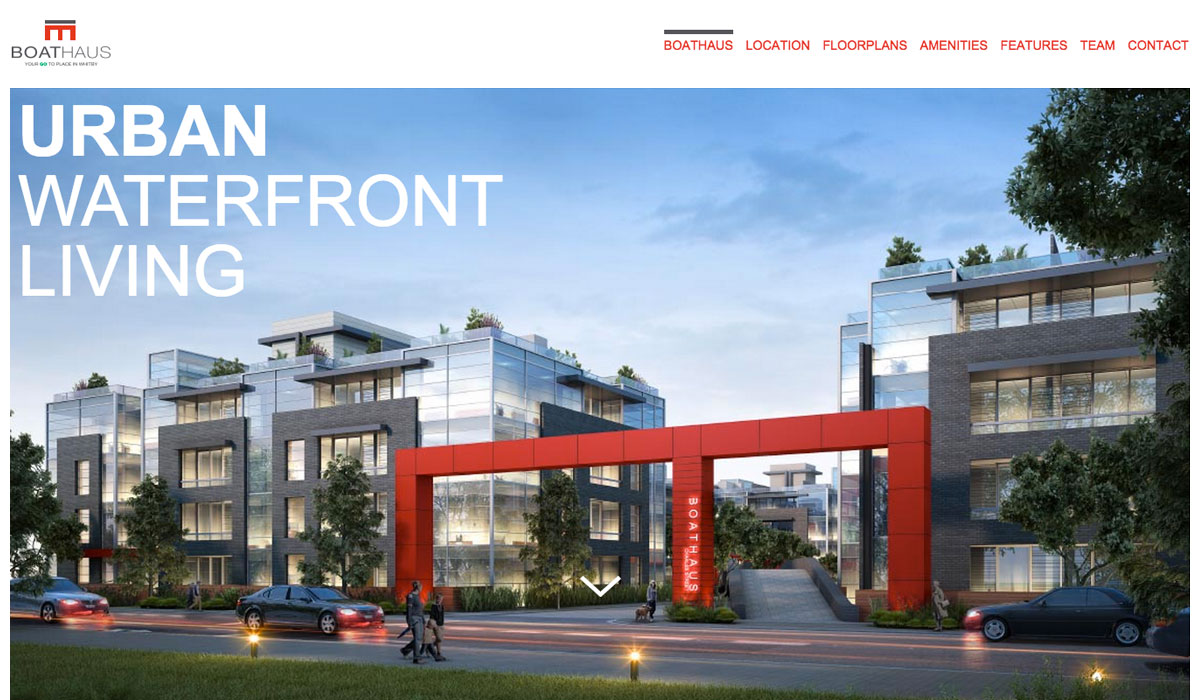 BOATHAUS
YOUR GO TO PLACE IN WHITBY
BOATHAUS LOCATION FLOORPLANS AMENITIES FEATURES TEAM CONTACT
URBAN
WATERFRONT
LIVING
BOATHAUS